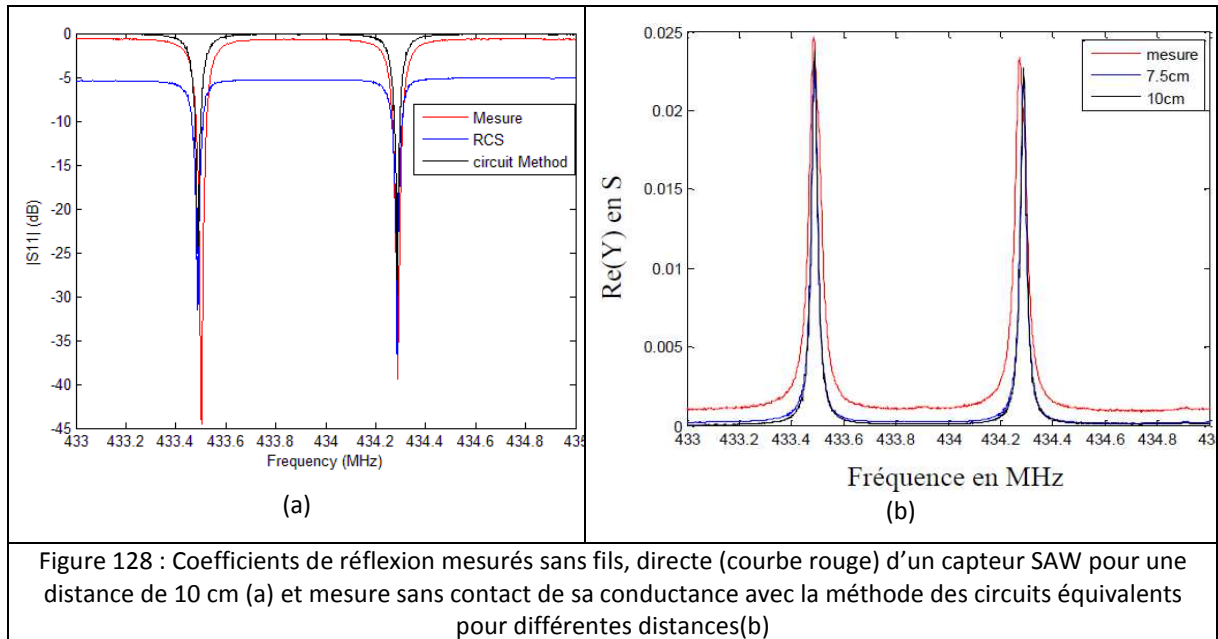 0
-5
-10
-15
-20
-25
-30
-35
-40
-45
|S11| (dB)
Mesure
RCS
circuit Method
433 433.2 433.4 433.6 433.8 434 434.2 434.4 434.6 434.8 435
Frequency (MHz)
(a)
0.025
0.02
0.015
0.01
0.005
0
Re(Y) en S
mesure
7.5cm
10cm
433 433.2 433.4 433.6 433.8 434 434.2 434.4 434.6 434.8 43
Fréquence en MHz
(b)
Figure 128 : Coefficients de réflexion mesurés sans fils, directe (courbe rouge) d’un capteur SAW pour une
distance de 10 cm (a) et mesure sans contact de sa conductance avec la méthode des circuits équivalents
pour différentes distances(b)